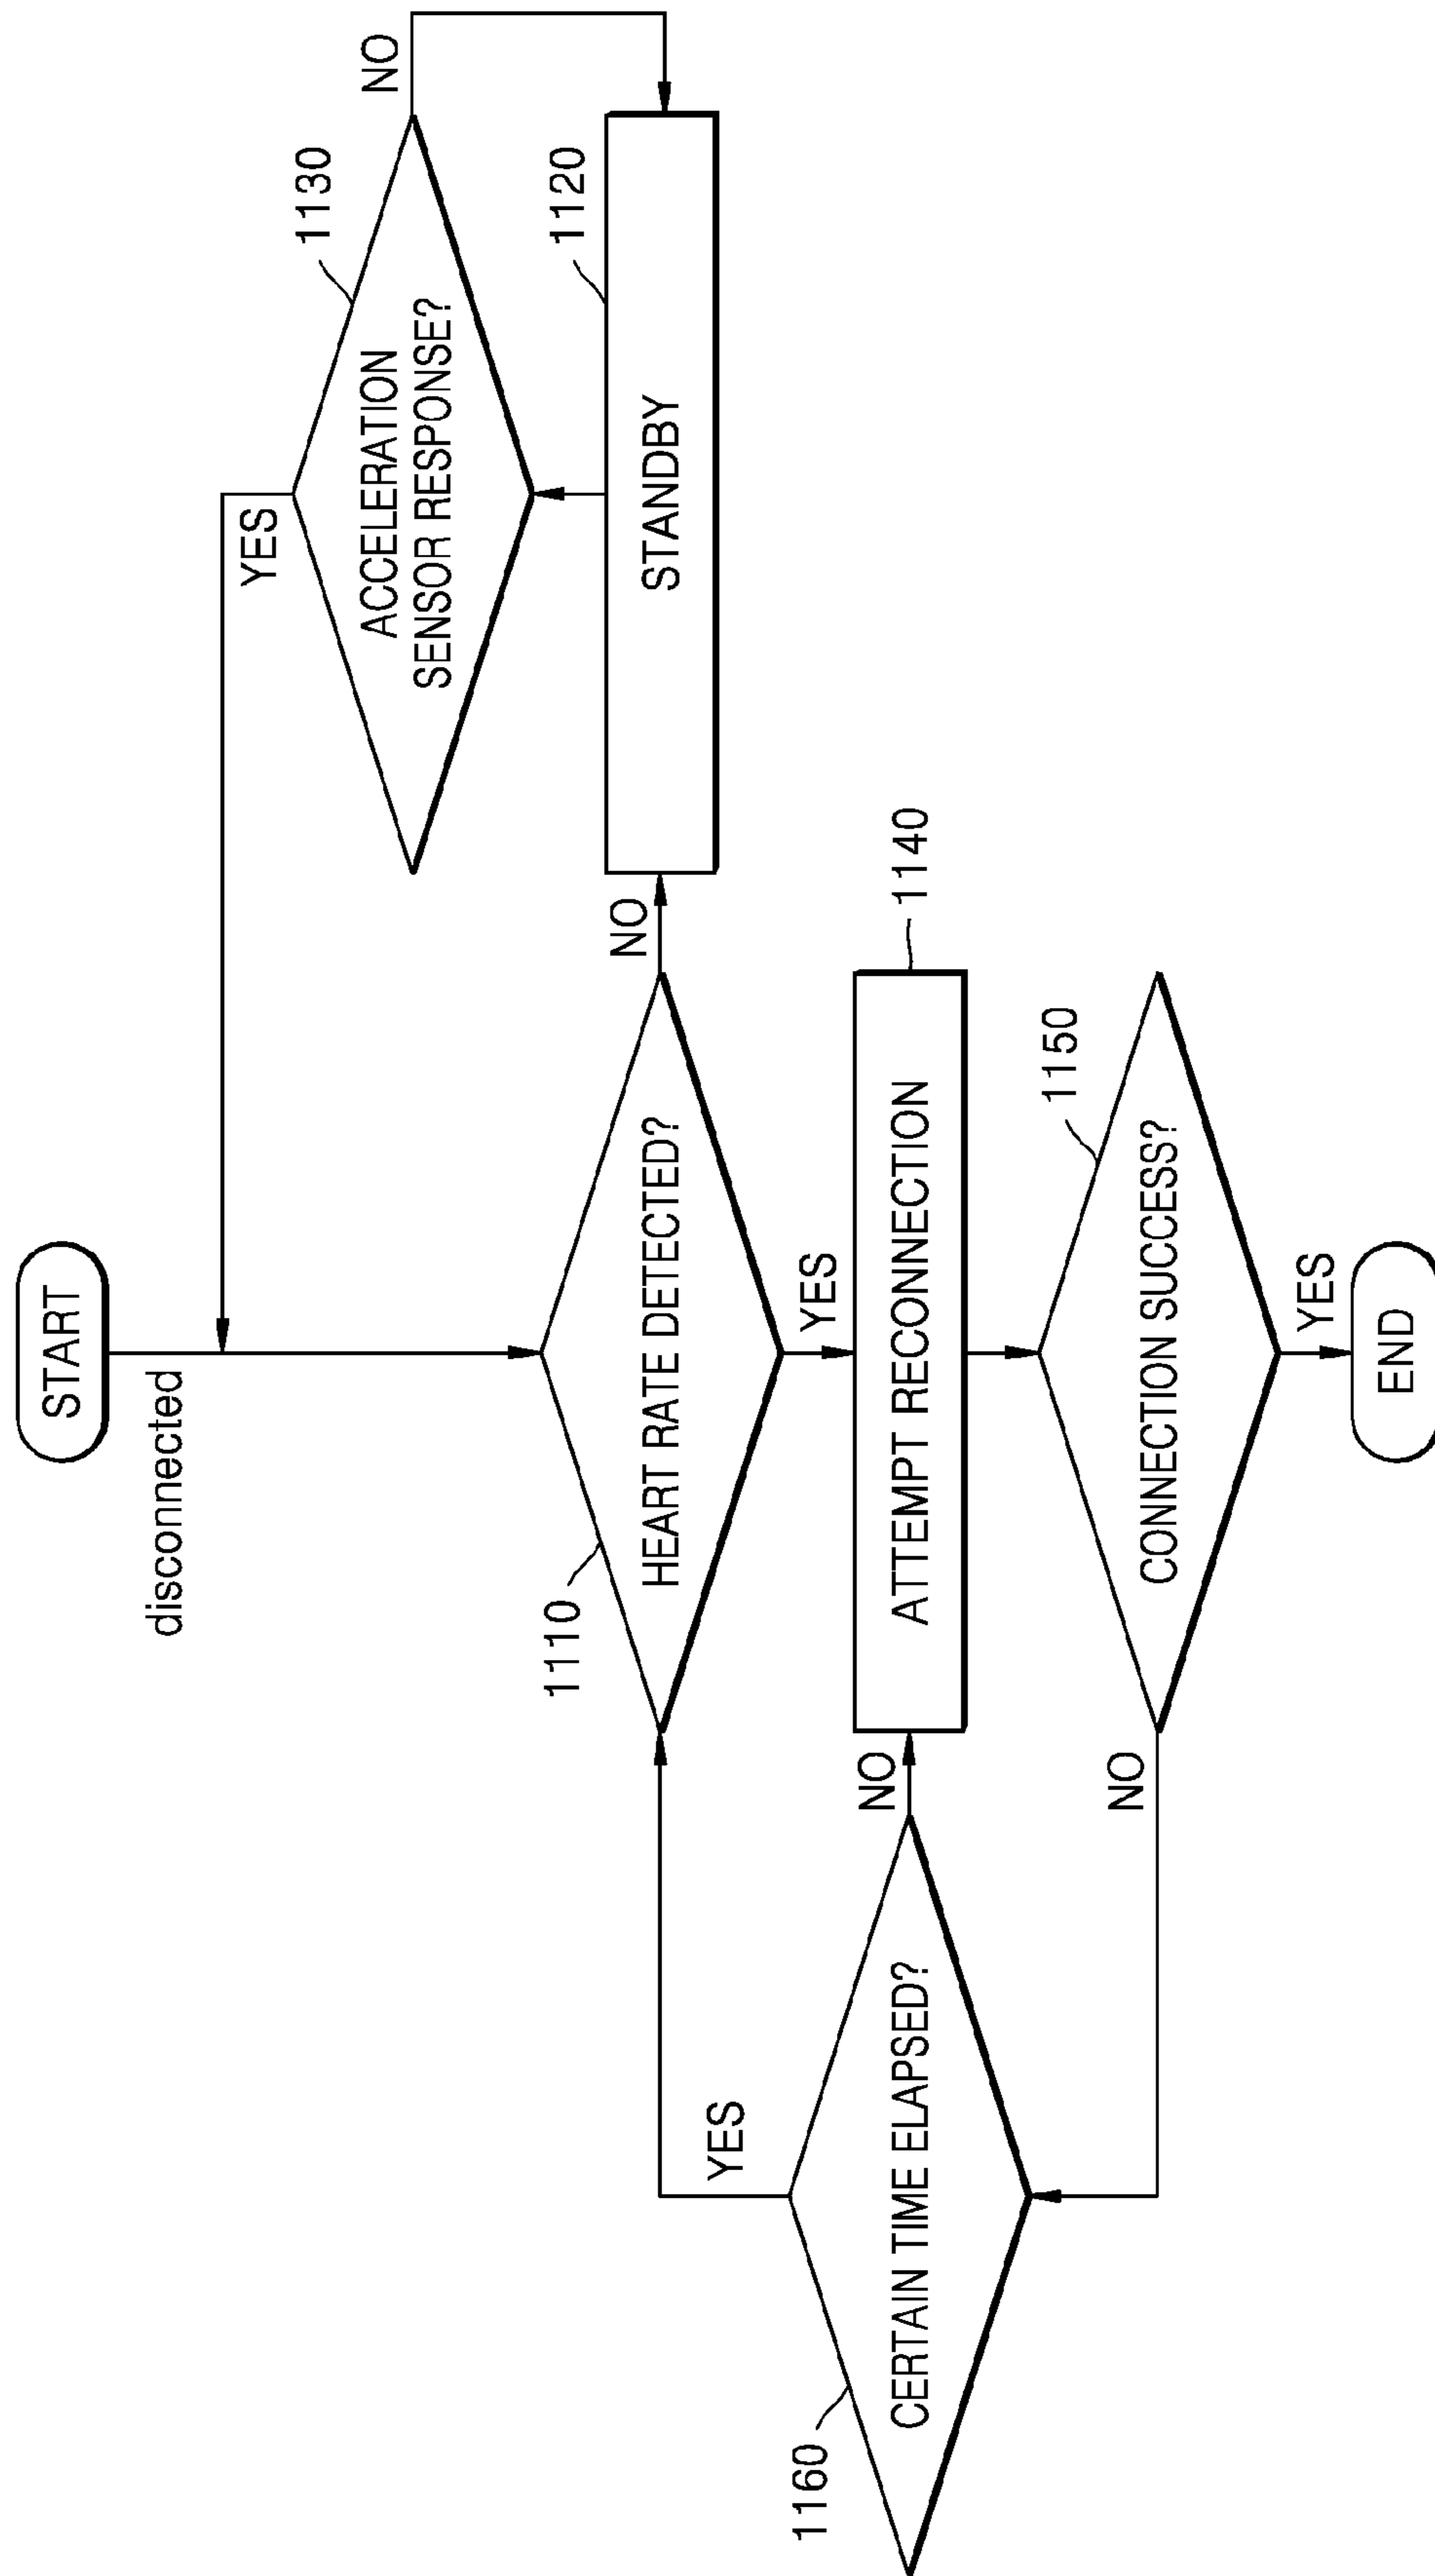 START
disconnected
YES
NO
1130
ACCELERATION
SENSOR RESPONSE?
1110
HEART RATE DETECTED?
NO
1120
STANDBY
YES
YES
1160
CERTAIN TIME ELAPSED?
NO
ATTEMPT RECONNECTION
1140
NO
1150
CONNECTION SUCCESS?
YES
END